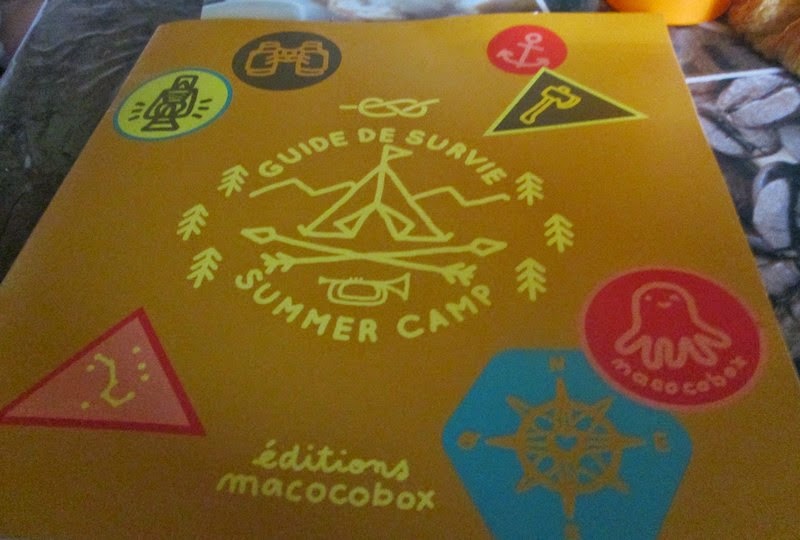 GUIDE DE SURVIE
SUMMER CAMP
macocobox
N
E
éditions
macocobox